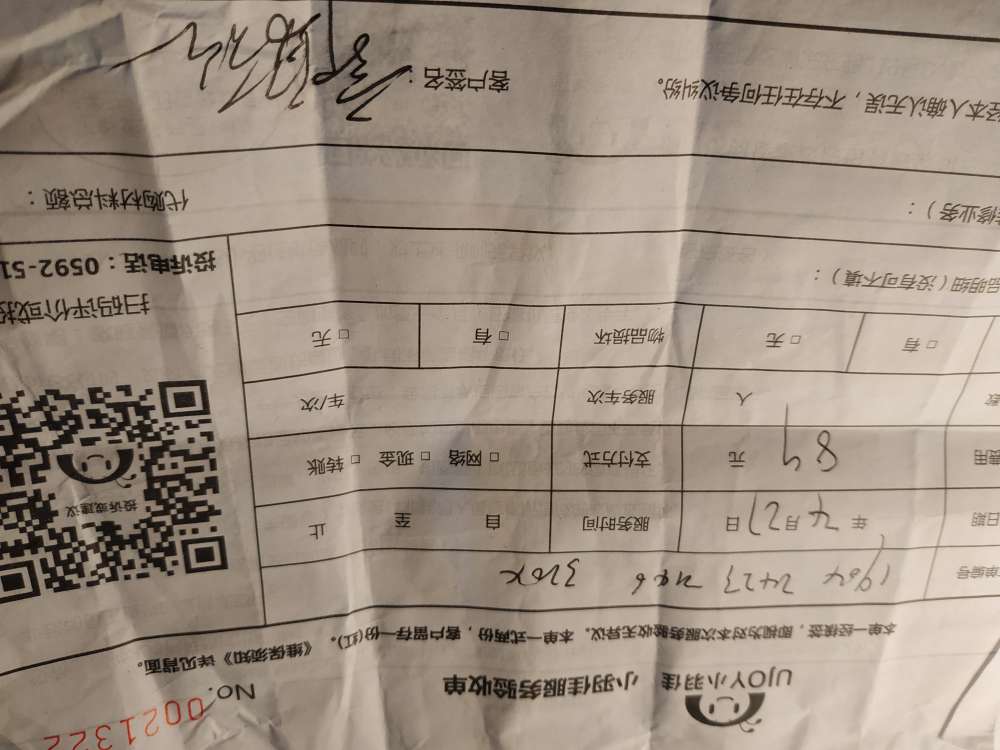 UJOY小羽佳 小羽佳服务验收单 No. 0021322
本单一经接签，即视为对本次服务验收无异议。本单一式两份，客户留存一份(红)。《维保须知》详见背面。
单编号
日期 年 4月27日 服务时间 自 至 止
费用 89 元 支付方式 □ 网络 □ 现金 □ 转账
数 人 服务车次 车/次
□ 有 □ 无 物品损坏 □ 有 □ 无
投诉或建议
扫码评价或投
投诉电话：0592-51
品明细（没有可不填）：
修业务）： 代购材料总额：
经本人确认无误，不存在任何争议纠纷。 客户签名：